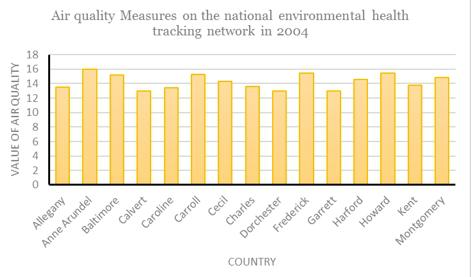 Air quality Measures on the national environmental health
tracking network in 2004
VALUE OF AIR QUALITY
18
16
14
12
10
8
6
4
2
0
Allegany
Anne Arundel
Baltimore
Calvert
Caroline
Carroll
Cecil
Charles
Dorchester
Frederick
Garrett
Harford
Howard
Kent
Montgomery
COUNTRY